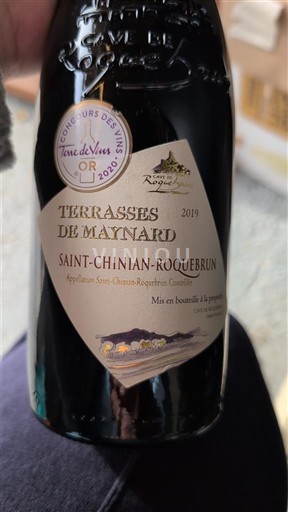 CAVE DE
Roquebrun
CONCOURS DES VINS
Terre de Vins
OR
2020
CAVE DE
Roquebrun
TERRASSES 2019
DE MAYNARD
VINIOU
SAINT-CHINIAN-ROQUEBRUN
Appellation Saint-Chinian-Roquebrun Contrôlée
Mis en bouteille à la propriété